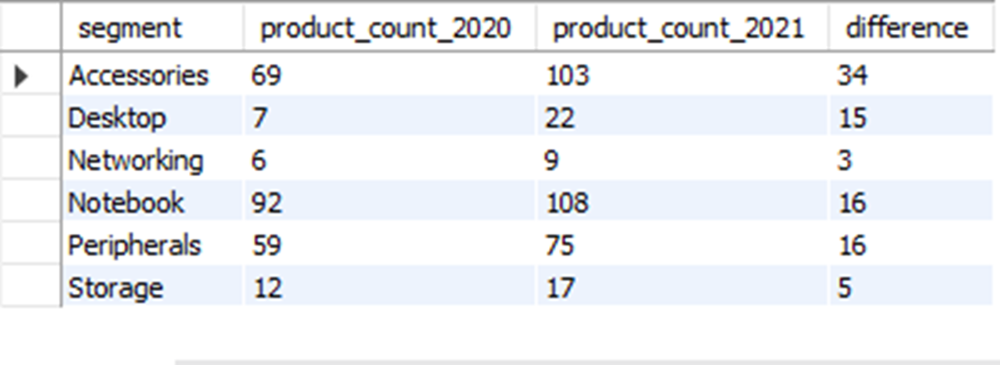 segment product_count_2020 product_count_2021 difference
Accessories 69 103 34
Desktop 7 22 15
Networking 6 9 3
Notebook 92 108 16
Peripherals 59 75 16
Storage 12 17 5